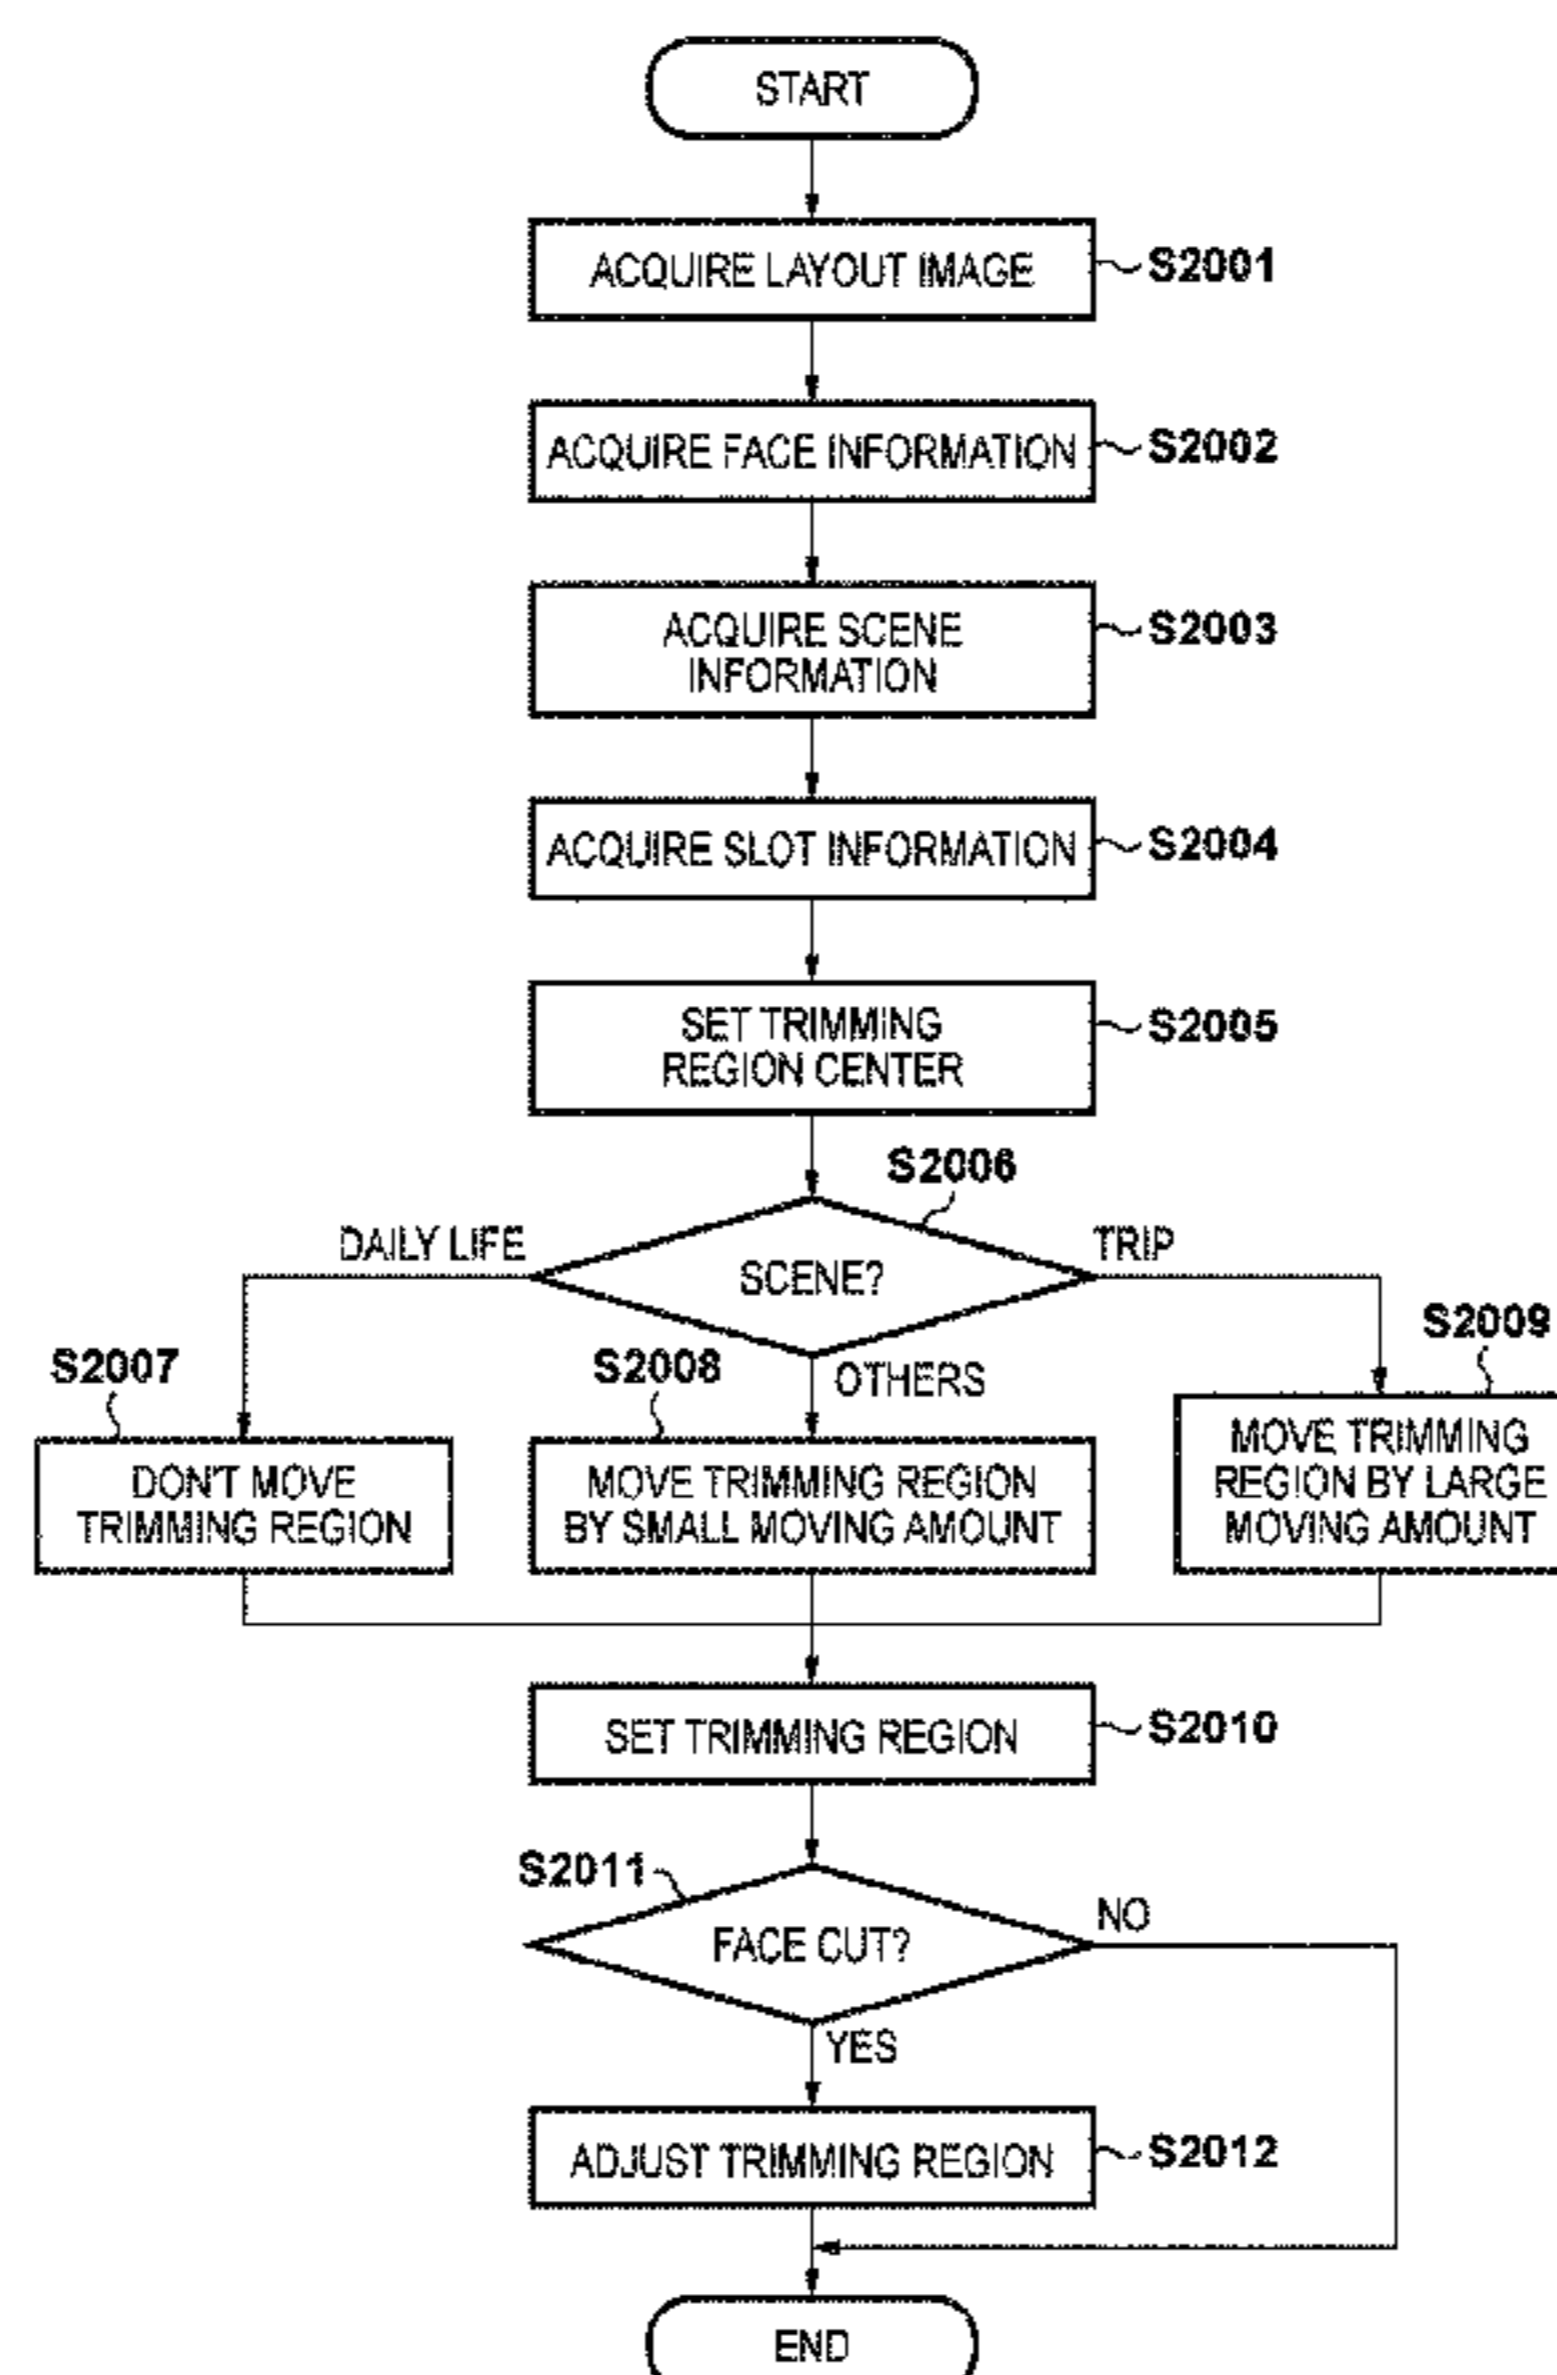 START
ACQUIRE LAYOUT IMAGE
S2001
ACQUIRE FACE INFORMATION
S2002
ACQUIRE SCENE
INFORMATION
S2003
ACQUIRE SLOT INFORMATION
S2004
SET TRIMMING
REGION CENTER
S2005
S2006
DAILY LIFE
SCENE?
TRIP
OTHERS
S2007
DON'T MOVE
TRIMMING REGION
S2008
MOVE TRIMMING REGION
BY SMALL MOVING AMOUNT
S2009
MOVE TRIMMING
REGION BY LARGE
MOVING AMOUNT
SET TRIMMING REGION
S2010
S2011
FACE CUT?
NO
YES
ADJUST TRIMMING REGION
S2012
END